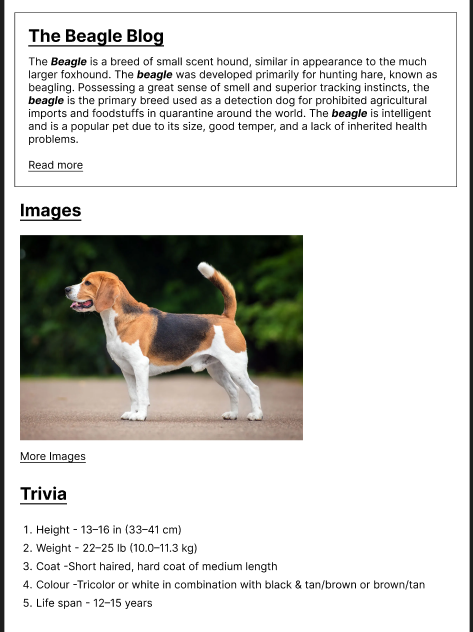 The Beagle Blog
The Beagle is a breed of small scent hound, similar in appearance to the much
larger foxhound. The beagle was developed primarily for hunting hare, known as
beagling. Possessing a great sense of smell and superior tracking instincts, the
beagle is the primary breed used as a detection dog for prohibited agricultural
imports and foodstuffs in quarantine around the world. The beagle is intelligent
and is a popular pet due to its size, good temper, and a lack of inherited health
problems.
Read more
Images
More Images
Trivia
1. Height - 13–16 in (33–41 cm)
2. Weight - 22–25 lb (10.0–11.3 kg)
3. Coat -Short haired, hard coat of medium length
4. Colour -Tricolor or white in combination with black & tan/brown or brown/tan
5. Life span - 12–15 years